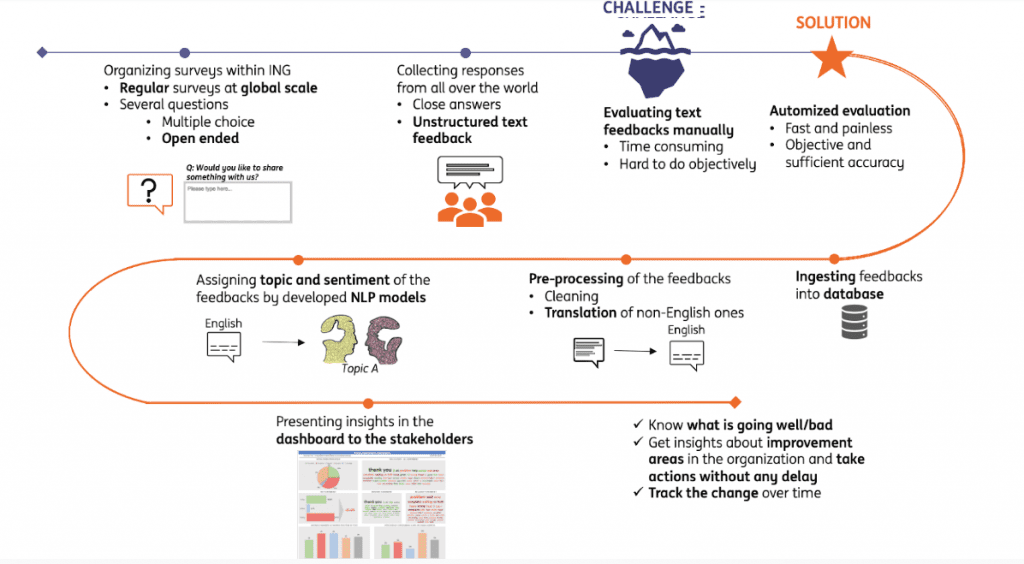 CHALLENGE :
SOLUTION
Organizing surveys within ING
• Regular surveys at global scale
• Several questions
• Multiple choice
• Open ended
Q: Would you like to share
something with us?
Please type here...
?
Collecting responses
from all over the world
• Close answers
• Unstructured text
feedback
Evaluating text
feedbacks manually
• Time consuming
• Hard to do objectively
Automized evaluation
• Fast and painless
• Objective and
sufficient accuracy
Assigning topic and sentiment of the
feedbacks by developed NLP models
English
Topic A
Pre-processing of the feedbacks
• Cleaning
• Translation of non-English ones
English
Ingesting feedbacks
into database
Presenting insights in the
dashboard to the stakeholders
thank you
thank you
✓ Know what is going well/bad
✓ Get insights about improvement
areas in the organization and take
actions without any delay
✓ Track the change over time